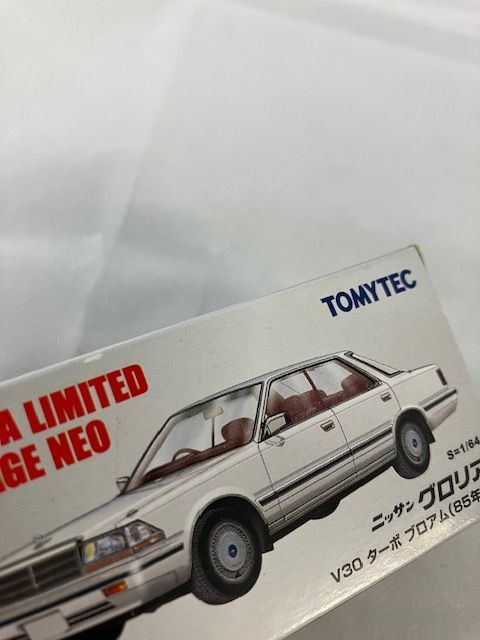 TOMYTEC
A LIMITED
GE NEO
S=1/64
ニッサン グロリア
V30 ターボ ブロアム(85年